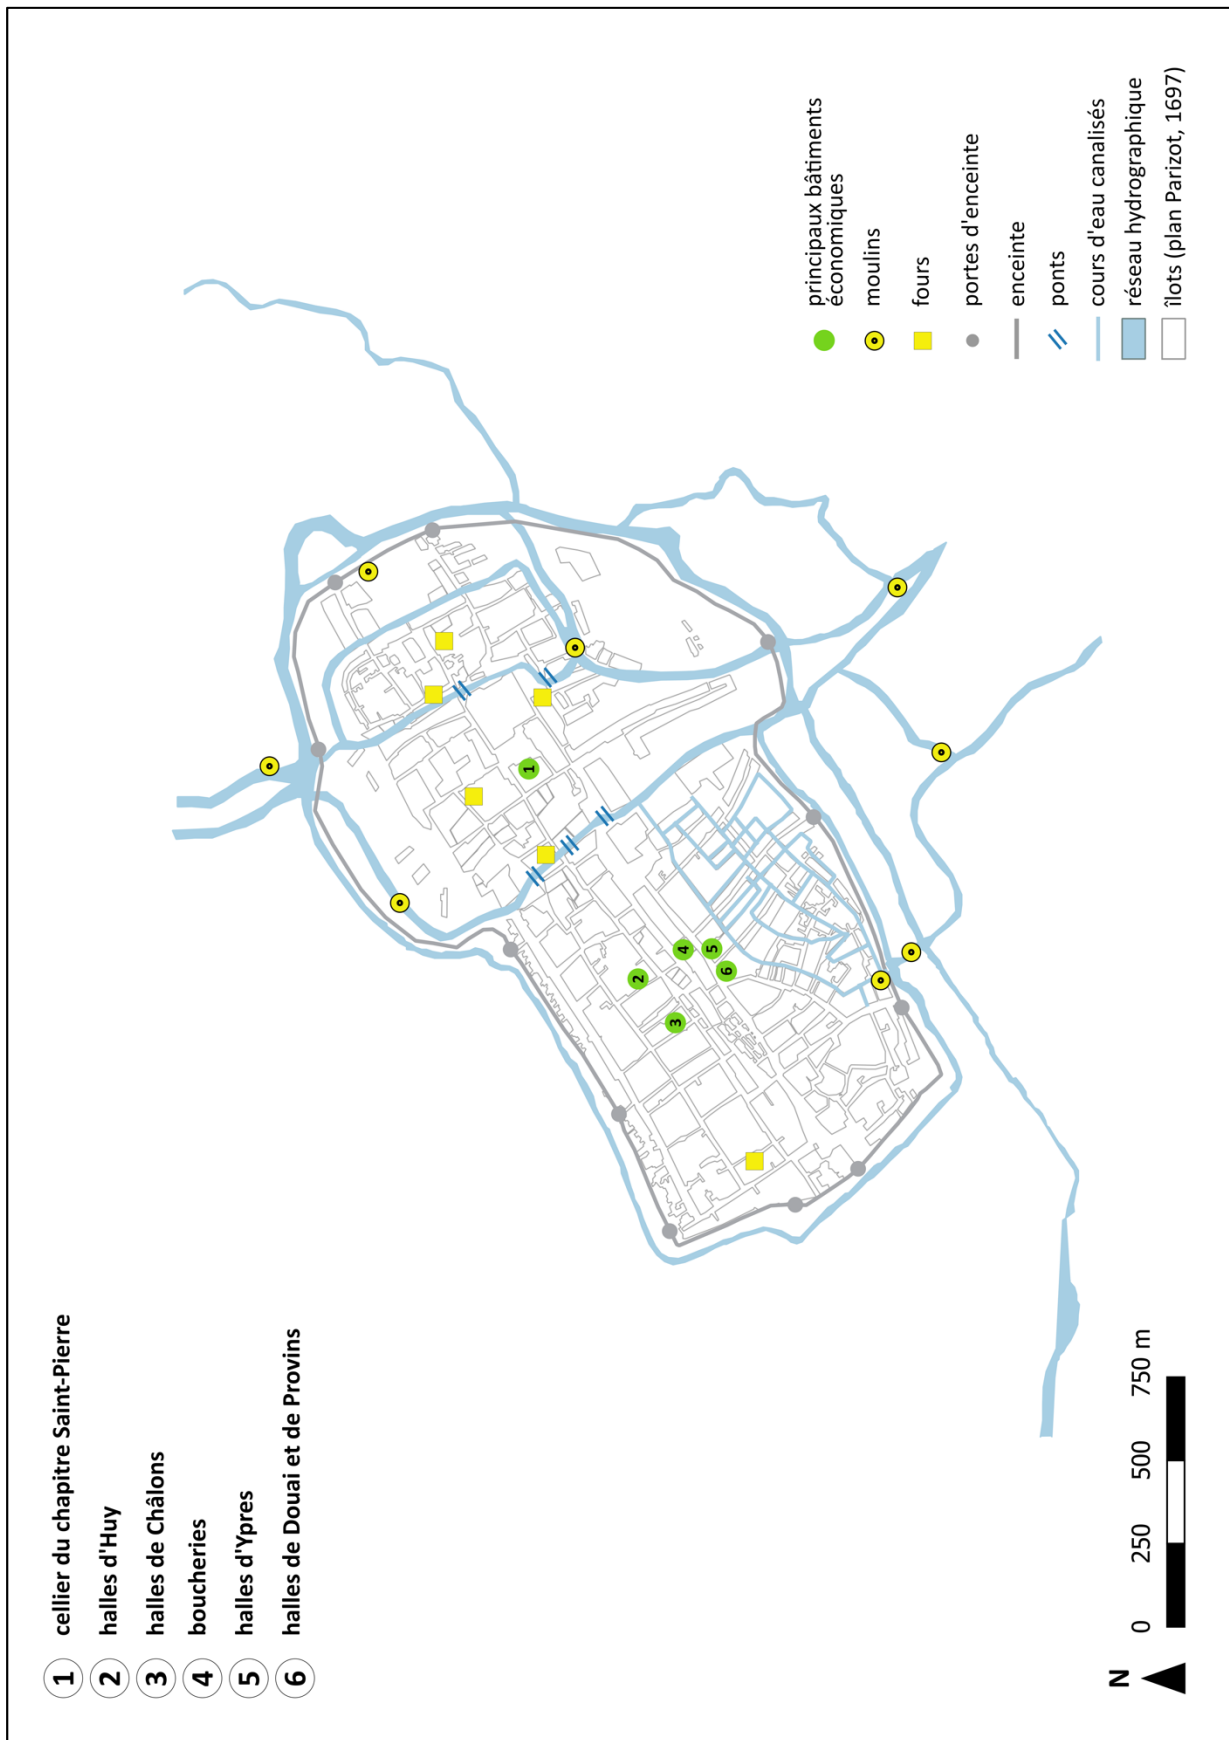 1 cellier du chapitre Saint-Pierre
2 halles d'Huy
3 halles de Châlons
4 boucheries
5 halles d'Ypres
6 halles de Douai et de Provins
1
2
3
4
5
6
principaux bâtiments
économiques
moulins
fours
portes d'enceinte
enceinte
ponts
cours d'eau canalisés
réseau hydrographique
îlots (plan Parizot, 1697)
N
0 250 500 750 m